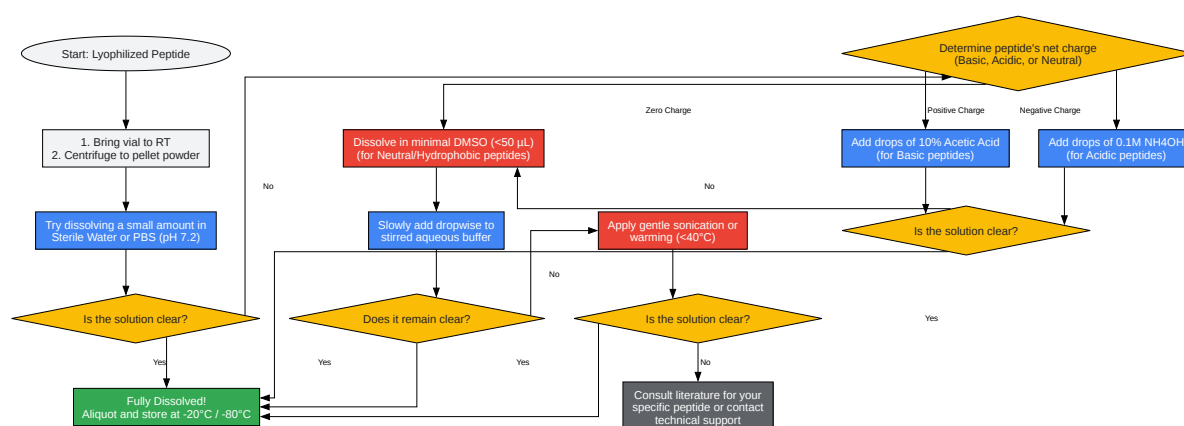 Start: Lyophilized Peptide
Determine peptide's net charge
(Basic, Acidic, or Neutral)
Zero Charge
Positive Charge
Negative Charge
1. Bring vial to RT
2. Centrifuge to pellet powder
Dissolve in minimal DMSO (<50 µL)
(for Neutral/Hydrophobic peptides)
Add drops of 10% Acetic Acid
(for Basic peptides)
Add drops of 0.1M NH4OH
(for Acidic peptides)
No
No
Try dissolving a small amount in
Sterile Water or PBS (pH 7.2)
Slowly add dropwise to
stirred aqueous buffer
Apply gentle sonication or
warming (<40°C)
Is the solution clear?
No
Is the solution clear?
Does it remain clear?
Is the solution clear?
Yes
Yes
Yes
Yes
No
Fully Dissolved!
Aliquot and store at -20°C / -80°C
Consult literature for your
specific peptide or contact
technical support